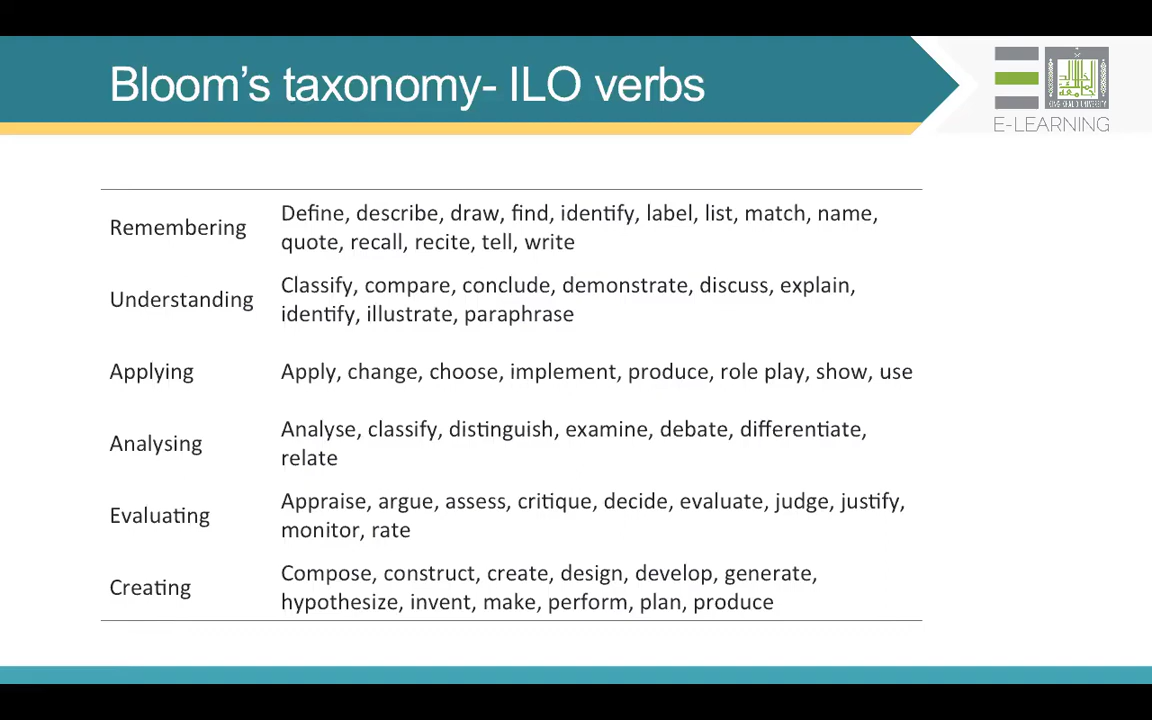 Bloom's taxonomy- ILO verbs
KING KHALID UNIVERSITY
E-LEARNING
Remembering
Define, describe, draw, find, identify, label, list, match, name,
quote, recall, recite, tell, write
Understanding
Classify, compare, conclude, demonstrate, discuss, explain,
identify, illustrate, paraphrase
Applying
Apply, change, choose, implement, produce, role play, show, use
Analysing
Analyse, classify, distinguish, examine, debate, differentiate,
relate
Evaluating
Appraise, argue, assess, critique, decide, evaluate, judge, justify,
monitor, rate
Creating
Compose, construct, create, design, develop, generate,
hypothesize, invent, make, perform, plan, produce